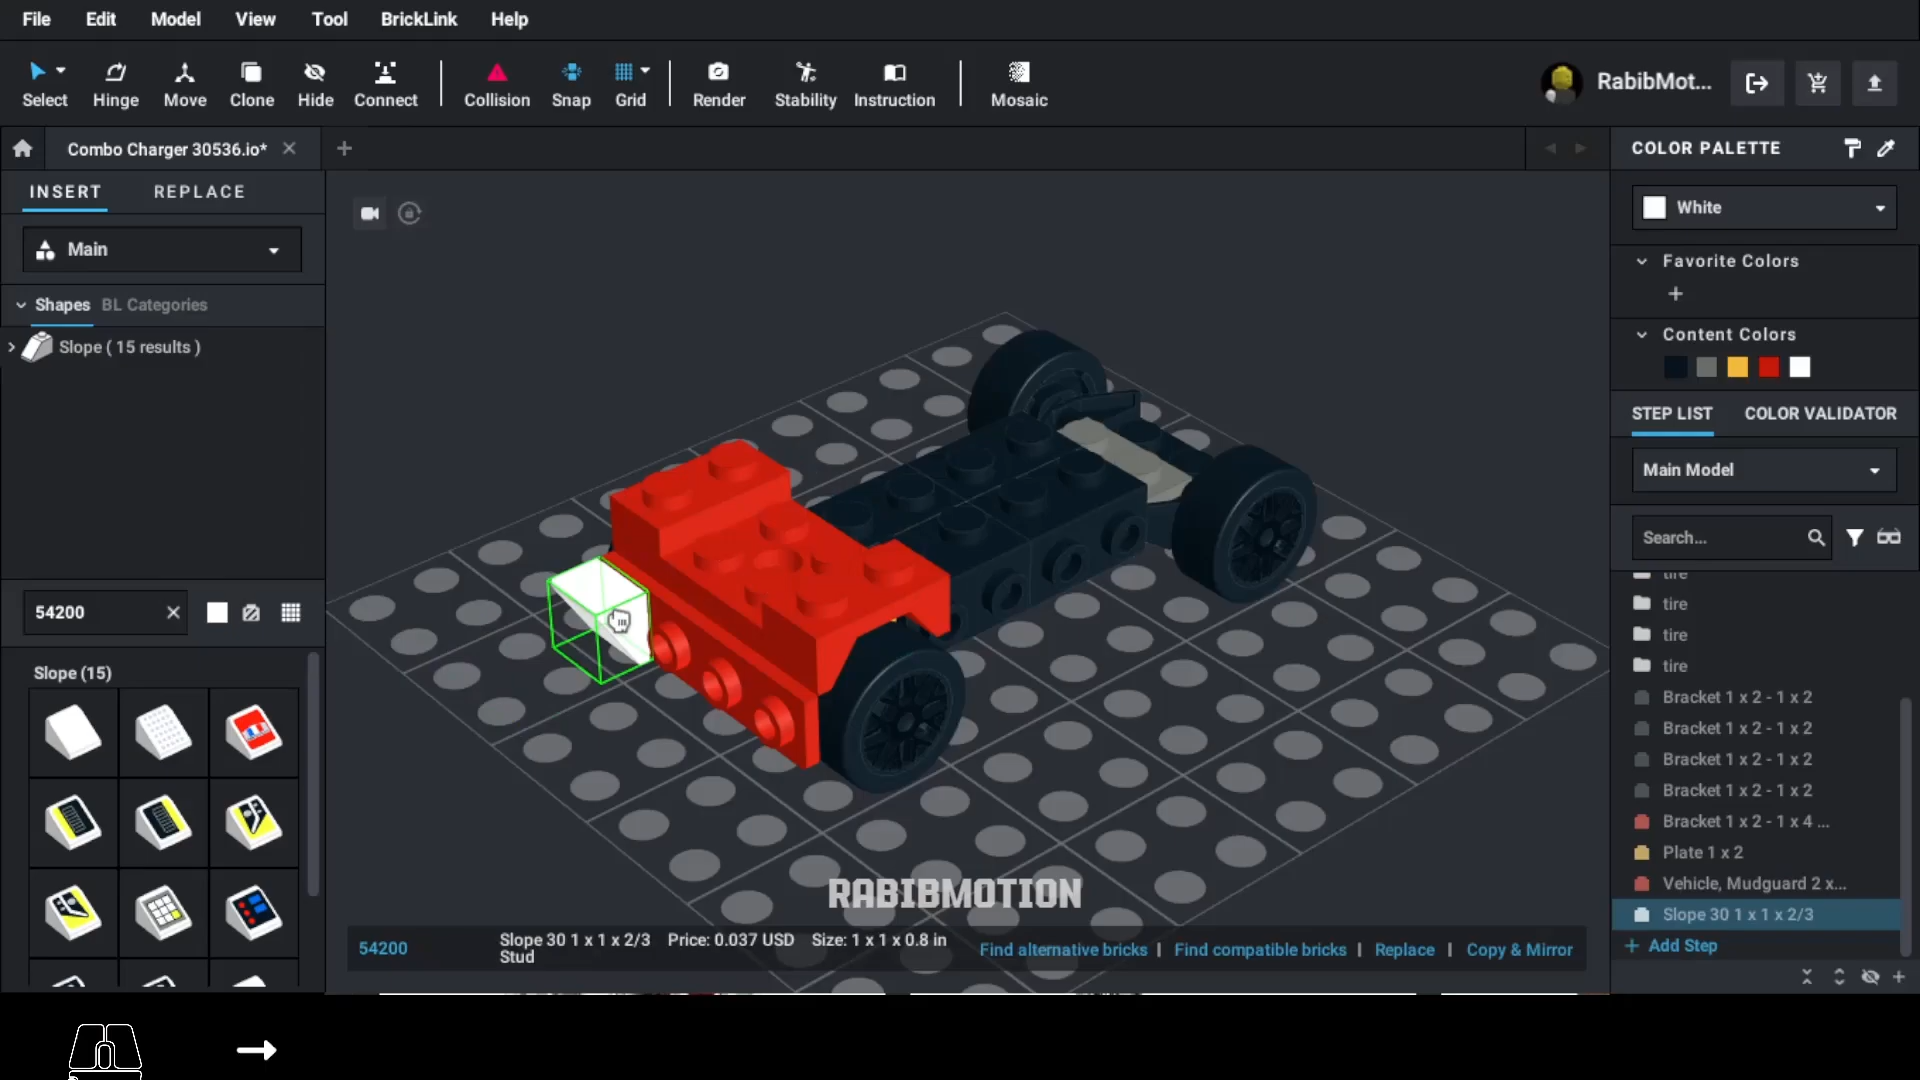 File Edit Model View Tool BrickLink Help
Select Hinge Move Clone Hide Connect Collision Snap Grid Render Stability Instruction Mosaic RabibMot...
Combo Charger 30536.io*
INSERT REPLACE
Main
Shapes BL Categories
Slope ( 15 results )
54200
Slope (15)
RABIBMOTION
54200 Slope 30 1 x 1 x 2/3 Price: 0.037 USD Size: 1 x 1 x 0.8 in
Stud
Find alternative bricks | Find compatible bricks | Replace | Copy & Mirror
COLOR PALETTE
White
Favorite Colors
Content Colors
STEP LIST COLOR VALIDATOR
Main Model
Search...
tire
tire
tire
tire
Bracket 1 x 2 - 1 x 2
Bracket 1 x 2 - 1 x 2
Bracket 1 x 2 - 1 x 2
Bracket 1 x 2 - 1 x 2
Bracket 1 x 2 - 1 x 4 ...
Plate 1 x 2
Vehicle, Mudguard 2 x...
Slope 30 1 x 1 x 2/3
Add Step